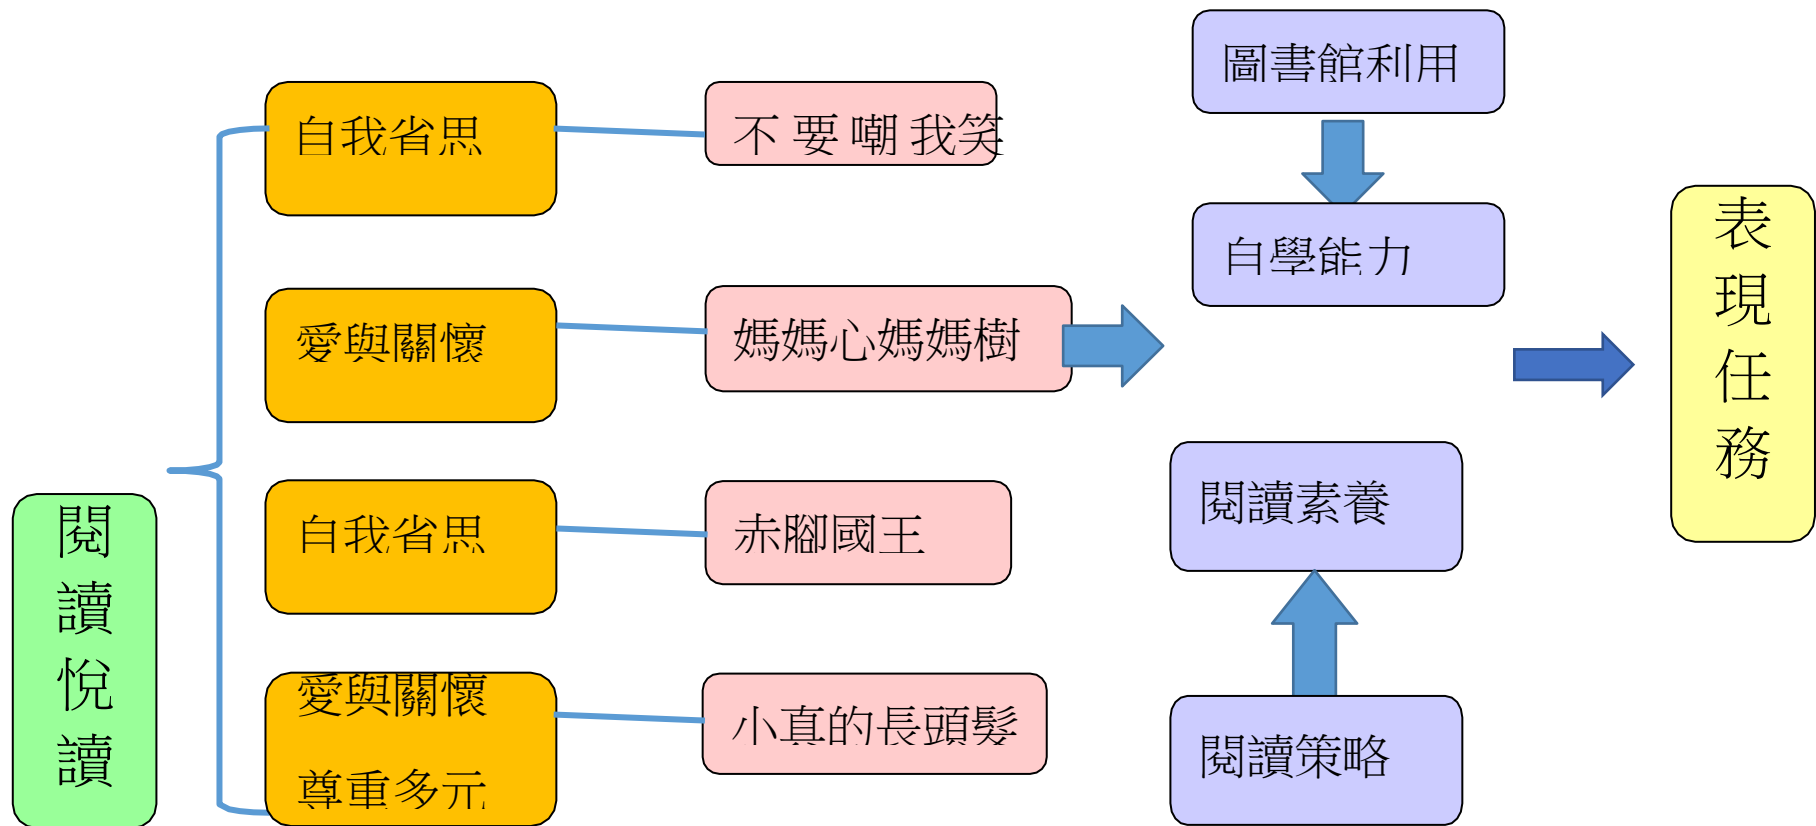 閱讀悅讀
自我省思
不 要 嘲 我笑
愛與關懷
媽媽心媽媽樹
自我省思
赤腳國王
愛與關懷
尊重多元
小真的長頭髮
圖書館利用
自學能力
閱讀素養
閱讀策略
表現任務